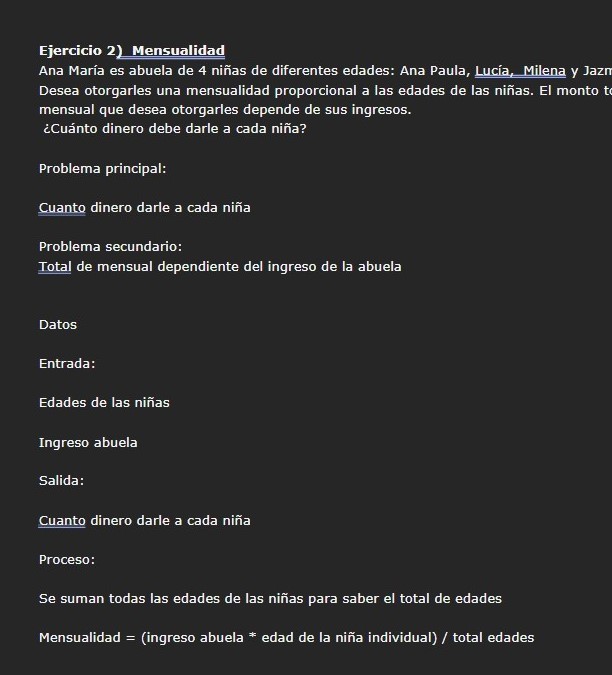 Ejercicio 2)  Mensualidad
Ana María es abuela de 4 niñas de diferentes edades: Ana Paula, Lucía,  Milena y Jazm
Desea otorgarles una mensualidad proporcional a las edades de las niñas. El monto to
mensual que desea otorgarles depende de sus ingresos.
¿Cuánto dinero debe darle a cada niña?
Problema principal:
Cuanto dinero darle a cada niña
Problema secundario:
Total de mensual dependiente del ingreso de la abuela
Datos
Entrada:
Edades de las niñas
Ingreso abuela
Salida:
Cuanto dinero darle a cada niña
Proceso:
Se suman todas las edades de las niñas para saber el total de edades
Mensualidad = (ingreso abuela * edad de la niña individual) / total edades